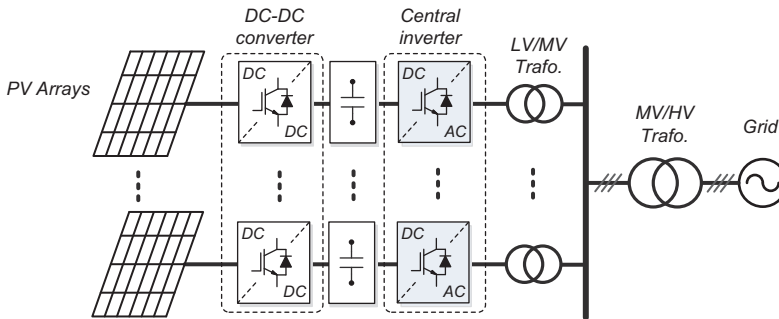 DC-DC
converter
Central
inverter
LV/MV
Trafo.
PV Arrays
MV/HV
Trafo.
Grid
DC
DC
DC
AC
DC
DC
DC
AC